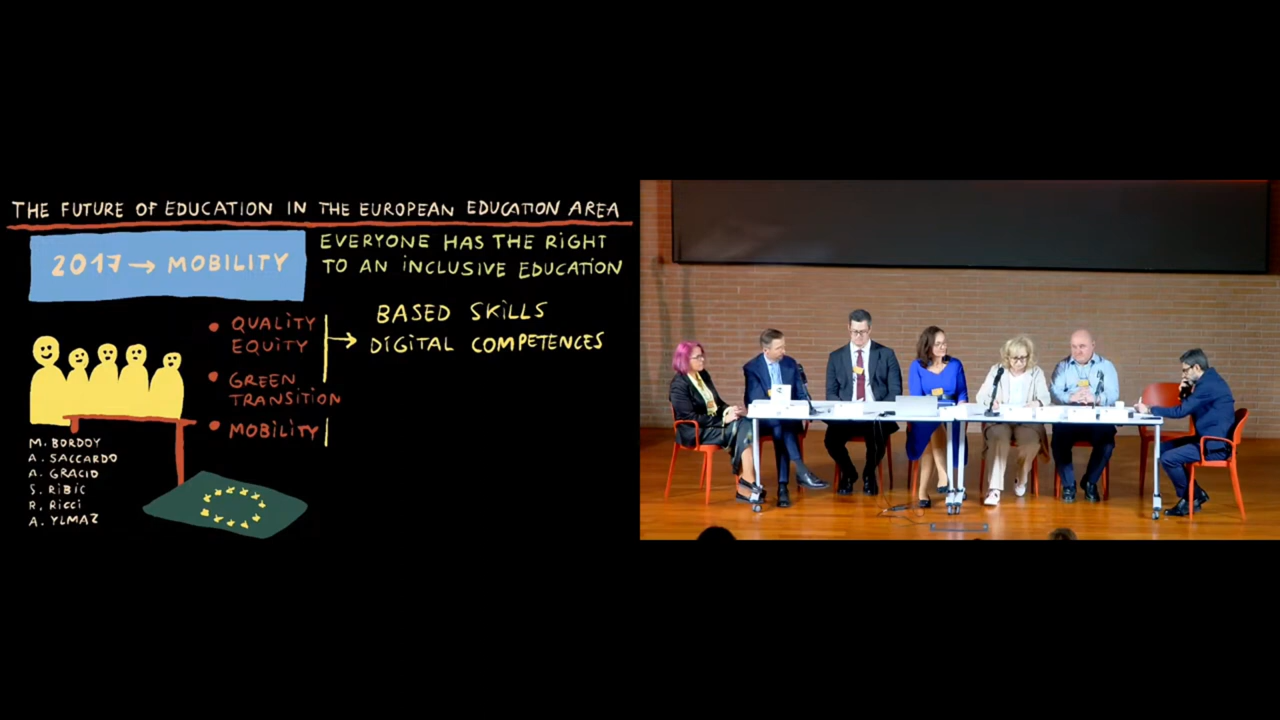 THE FUTURE OF EDUCATION IN THE EUROPEAN EDUCATION AREA
2017 → MOBILITY
EVERYONE HAS THE RIGHT
TO AN INCLUSIVE EDUCATION
• QUALITY
EQUITY
• GREEN
TRANSITION
• MOBILITY
BASED SKILLS
DIGITAL COMPETENCES
M. BORDOY
A. SACCARDO
A. GRACIO
S. RIBIC
R. RICCI
A. YLMAZ